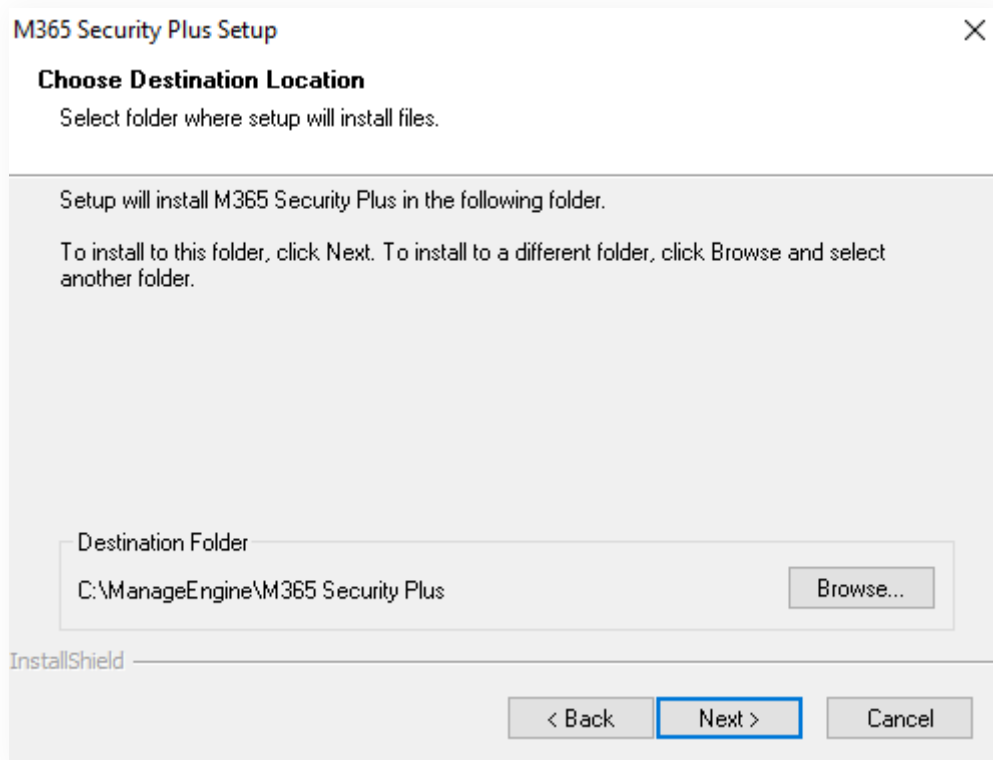 M365 Security Plus Setup
Choose Destination Location
Select folder where setup will install files.
Setup will install M365 Security Plus in the following folder.
To install to this folder, click Next. To install to a different folder, click Browse and select
another folder.
Destination Folder
C:\ManageEngine\M365 Security Plus
Browse...
InstallShield
< Back
Next >
Cancel